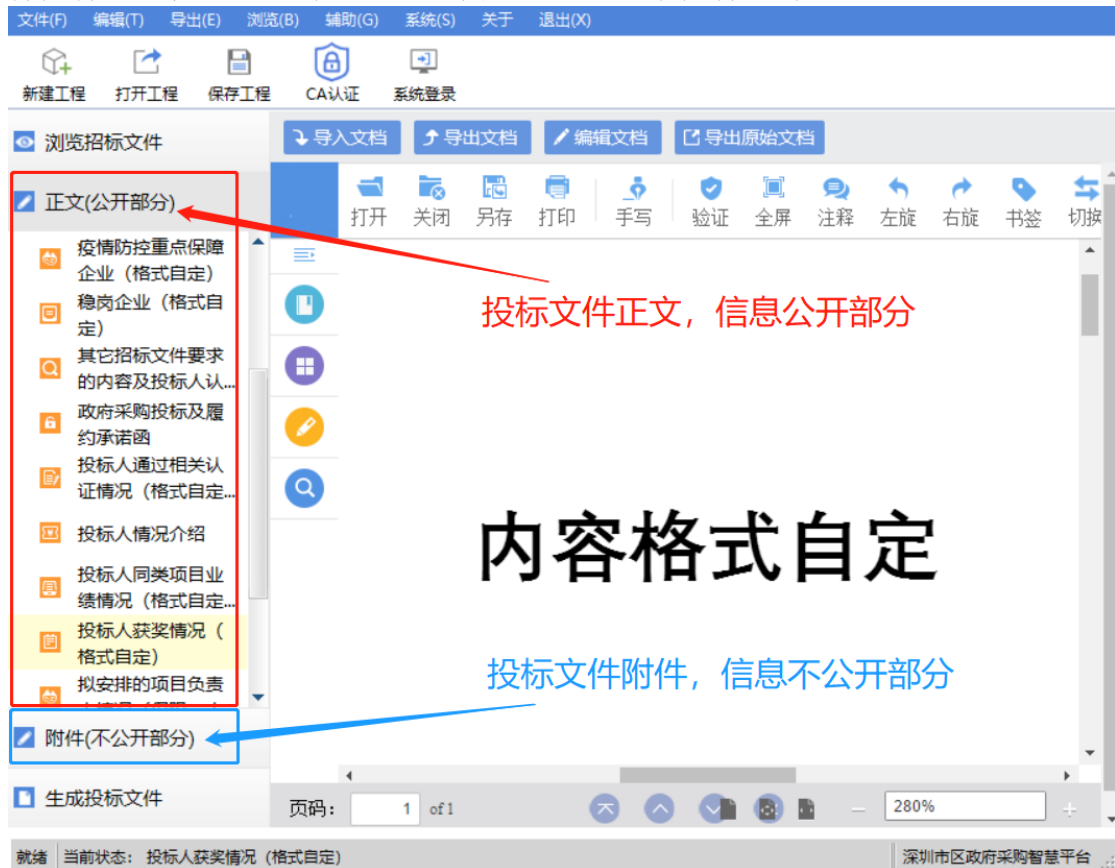 文件(F) 编辑(T) 导出(E) 浏览(B) 辅助(G) 系统(S) 关于 退出(X)
新建工程 打开工程 保存工程 CA认证 系统登录
浏览招标文件
导入文档 导出文档 编辑文档 导出原始文档
正文(公开部分)
打开 关闭 另存 打印 手写 验证 全屏 注释 左旋 右旋 书签 切换
疫情防控重点保障
企业（格式自定）
稳岗企业（格式自
定）
其它招标文件要求
的内容及投标人认...
政府采购投标及履
约承诺函
投标人通过相关认
证情况（格式自定...
投标人情况介绍
投标人同类项目业
绩情况（格式自定...
投标人获奖情况（
格式自定）
拟安排的项目负责
投标文件正文，信息公开部分
内容格式自定
投标文件附件，信息不公开部分
附件(不公开部分)
生成投标文件
页码： 1 of 1 280%
就绪 当前状态： 投标人获奖情况（格式自定） 深圳市区政府采购智慧平台